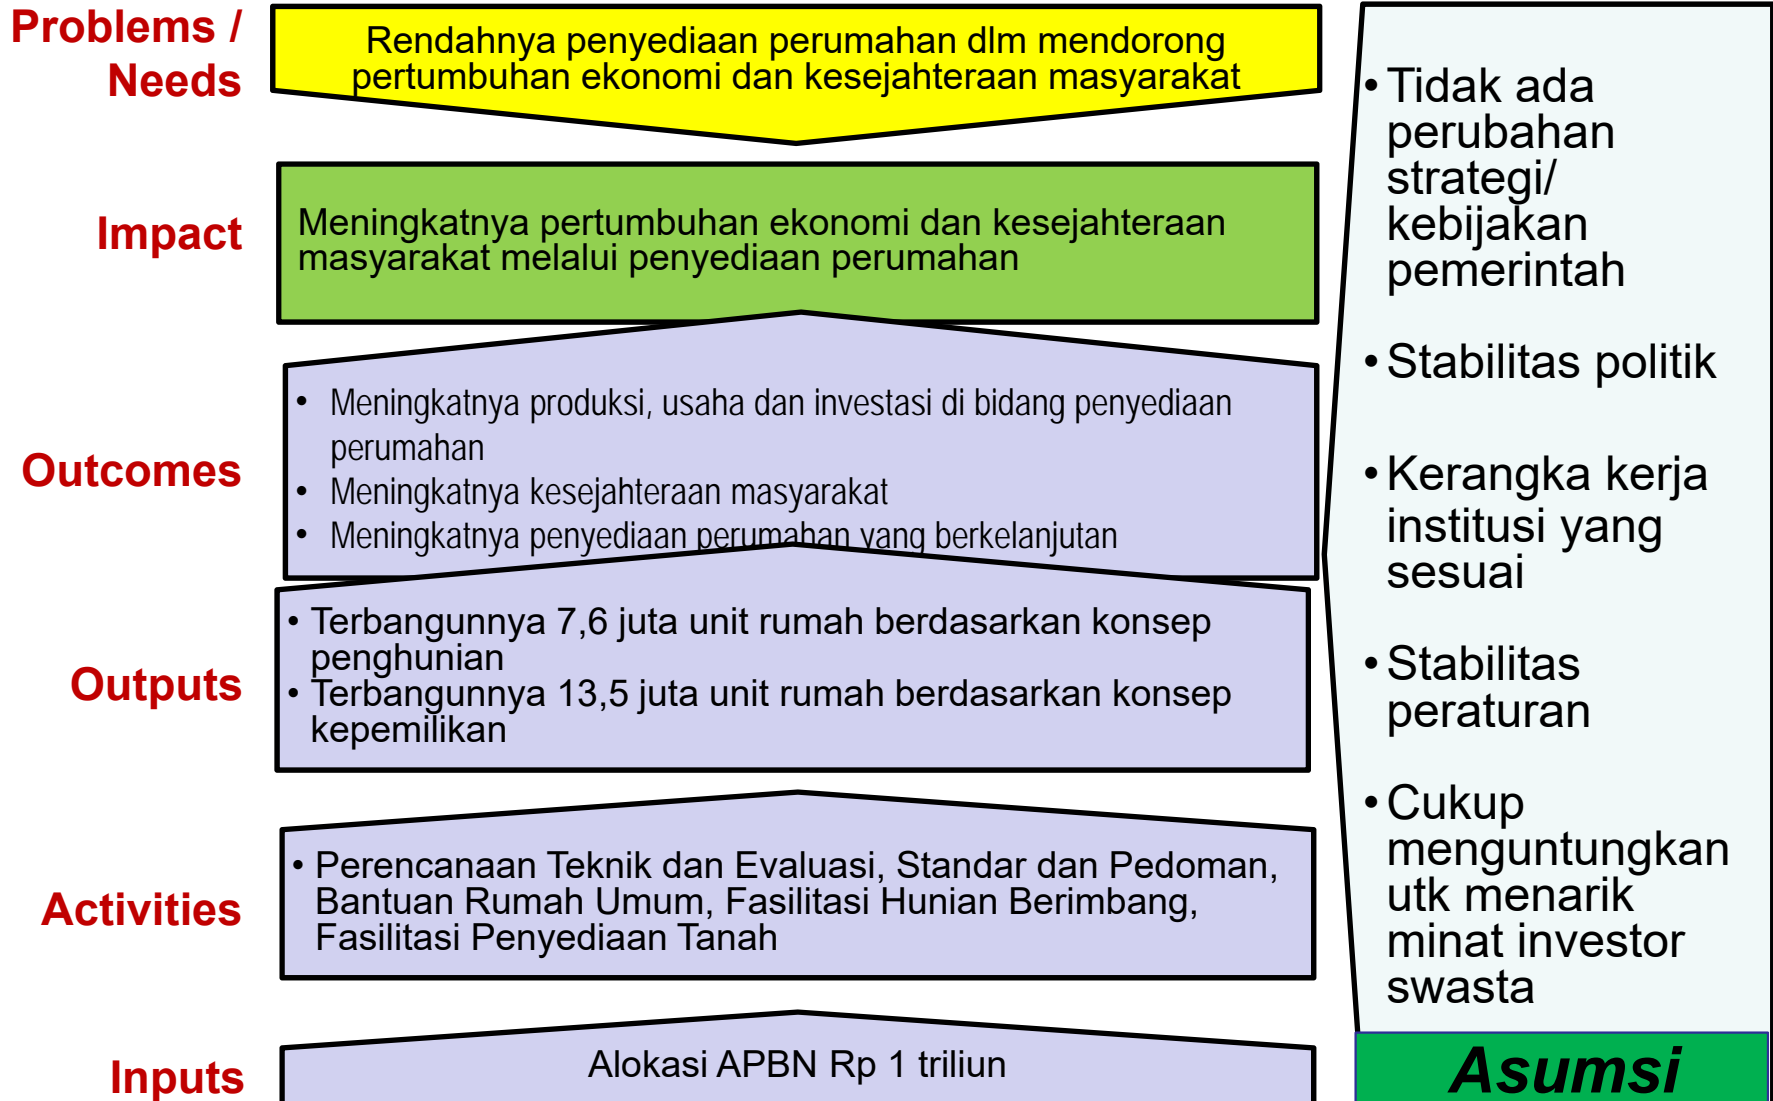 Problems /
Needs
Rendahnya penyediaan perumahan dlm mendorong
pertumbuhan ekonomi dan kesejahteraan masyarakat
Impact
Meningkatnya pertumbuhan ekonomi dan kesejahteraan
masyarakat melalui penyediaan perumahan
Outcomes
• Meningkatnya produksi, usaha dan investasi di bidang penyediaan
perumahan
• Meningkatnya kesejahteraan masyarakat
• Meningkatnya penyediaan perumahan yang berkelanjutan
Outputs
• Terbangunnya 7,6 juta unit rumah berdasarkan konsep
penghunian
• Terbangunnya 13,5 juta unit rumah berdasarkan konsep
kepemilikan
Activities
• Perencanaan Teknik dan Evaluasi, Standar dan Pedoman,
Bantuan Rumah Umum, Fasilitasi Hunian Berimbang,
Fasilitasi Penyediaan Tanah
Inputs
Alokasi APBN Rp 1 triliun
• Tidak ada
perubahan
strategi/
kebijakan
pemerintah
• Stabilitas politik
• Kerangka kerja
institusi yang
sesuai
• Stabilitas
peraturan
• Cukup
menguntungkan
utk menarik
minat investor
swasta
Asumsi